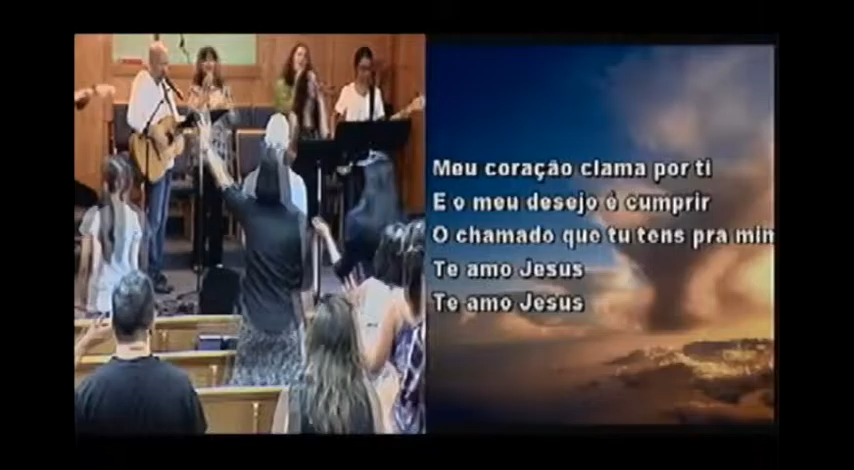 Meu coração clama por ti
E o meu desejo é cumprir
O chamado que tu tens pra mim
Te amo Jesus
Te amo Jesus